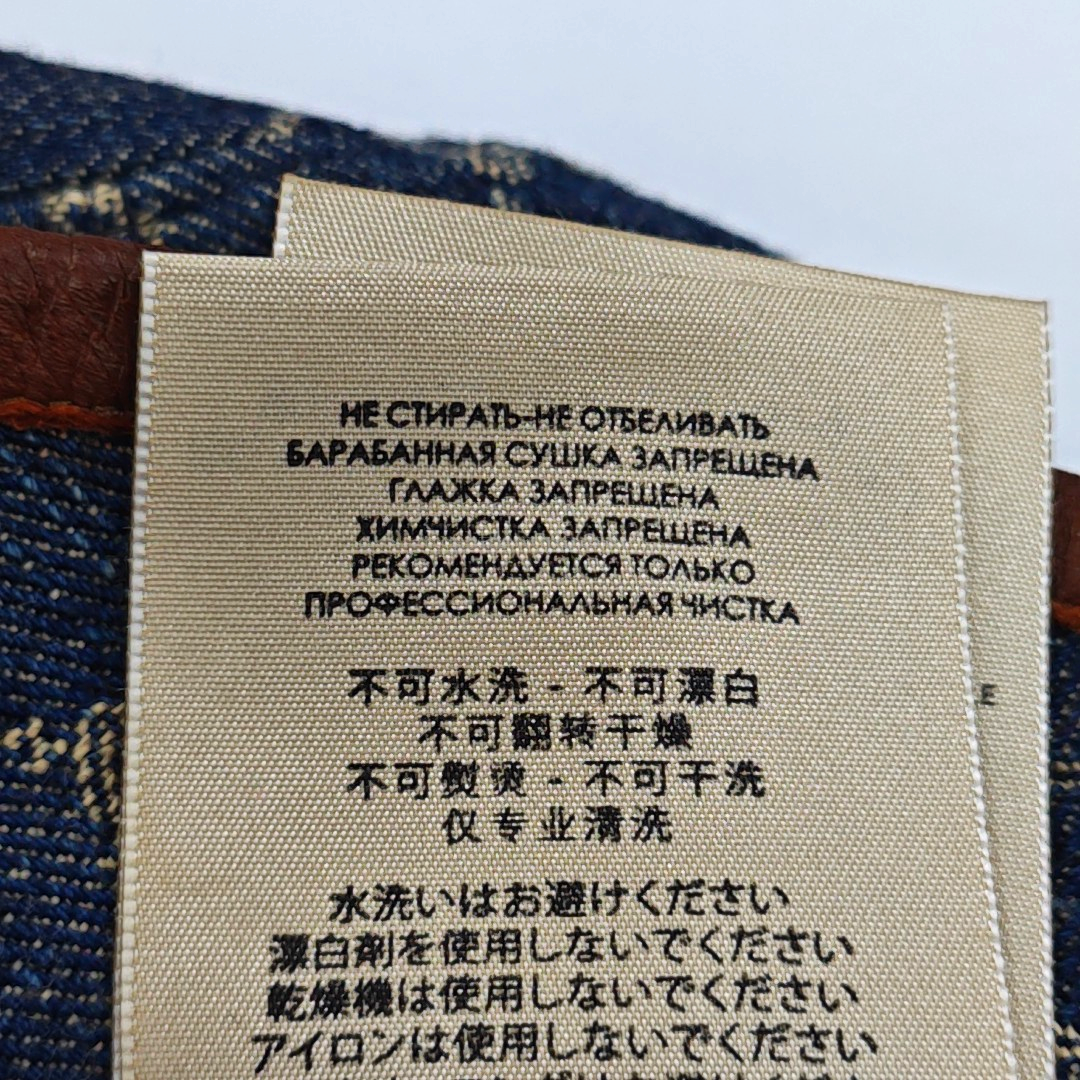 НЕ СТИРАТЬ-НЕ ОТБЕЛИВАТЬ
БАРАБАННАЯ СУШКА ЗАПРЕЩЕНА
ГЛАЖКА ЗАПРЕЩЕНА
ХИМЧИСТКА ЗАПРЕЩЕНА
РЕКОМЕНДУЕТСЯ ТОЛЬКО
ПРОФЕССИОНАЛЬНАЯ ЧИСТКА
不可水洗 - 不可漂白
不可翻转干燥
不可熨烫 - 不可干洗
仅专业清洗
水洗いはお避けください
漂白剤を使用しないでください
乾燥機は使用しないでください
アイロンは使用しないでください
E